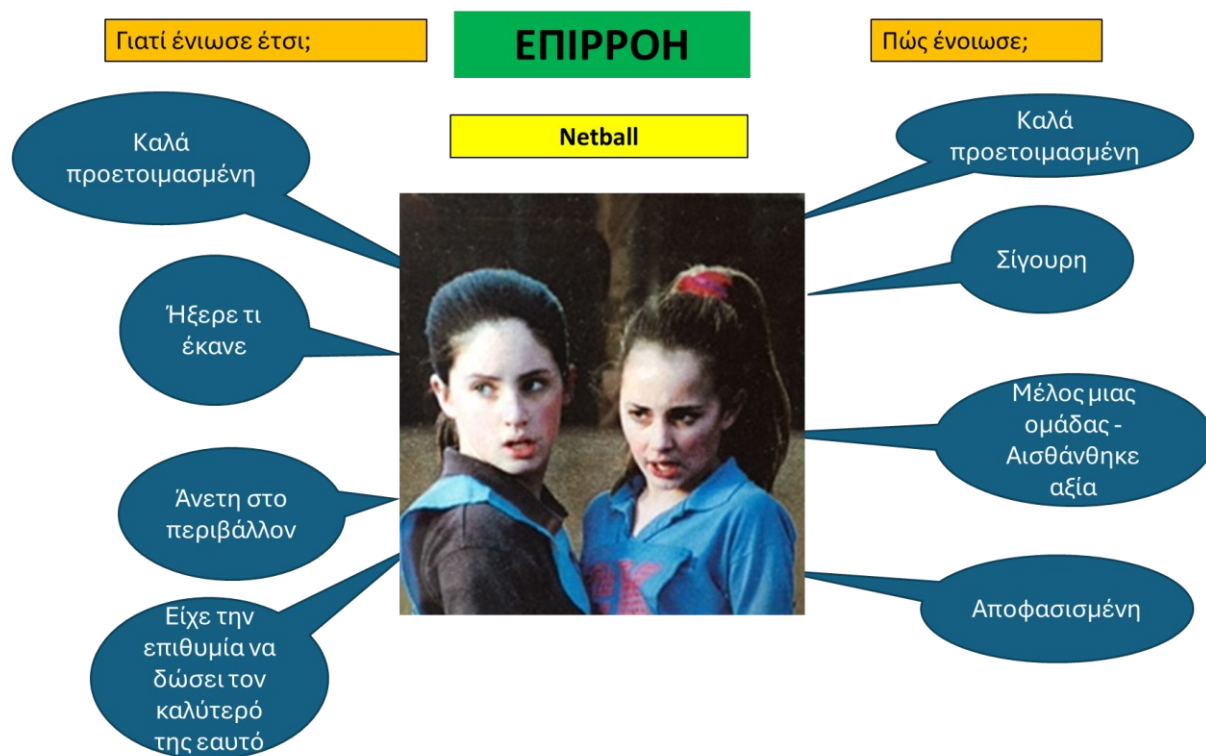 Γιατί ένιωσε έτσι;
ΕΠΙΡΡΟΗ
Πώς ένοιωσε;
Netball
Καλά
προετοιμασμένη
Ήξερε τι
έκανε
Άνετη στο
περιβάλλον
Είχε την
επιθυμία να
δώσει τον
καλύτερό
της εαυτό
Καλά
προετοιμασμένη
Σίγουρη
Μέλος μιας
ομάδας -
Αισθάνθηκε
αξία
Αποφασισμένη
GK